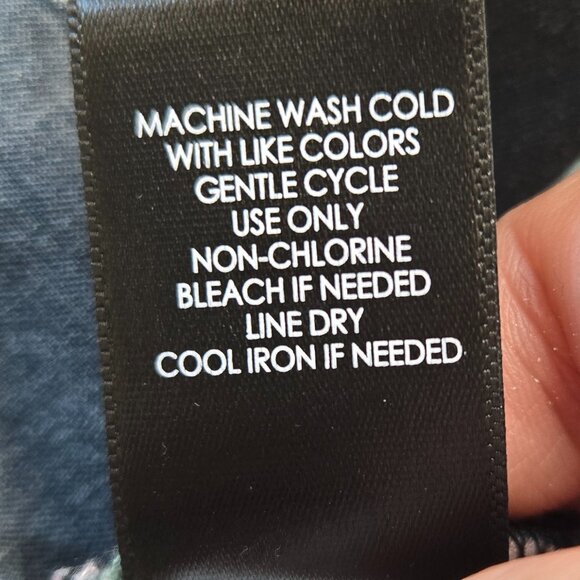 MACHINE WASH COLD
WITH LIKE COLORS
GENTLE CYCLE
USE ONLY
NON-CHLORINE
BLEACH IF NEEDED
LINE DRY
COOL IRON IF NEEDED